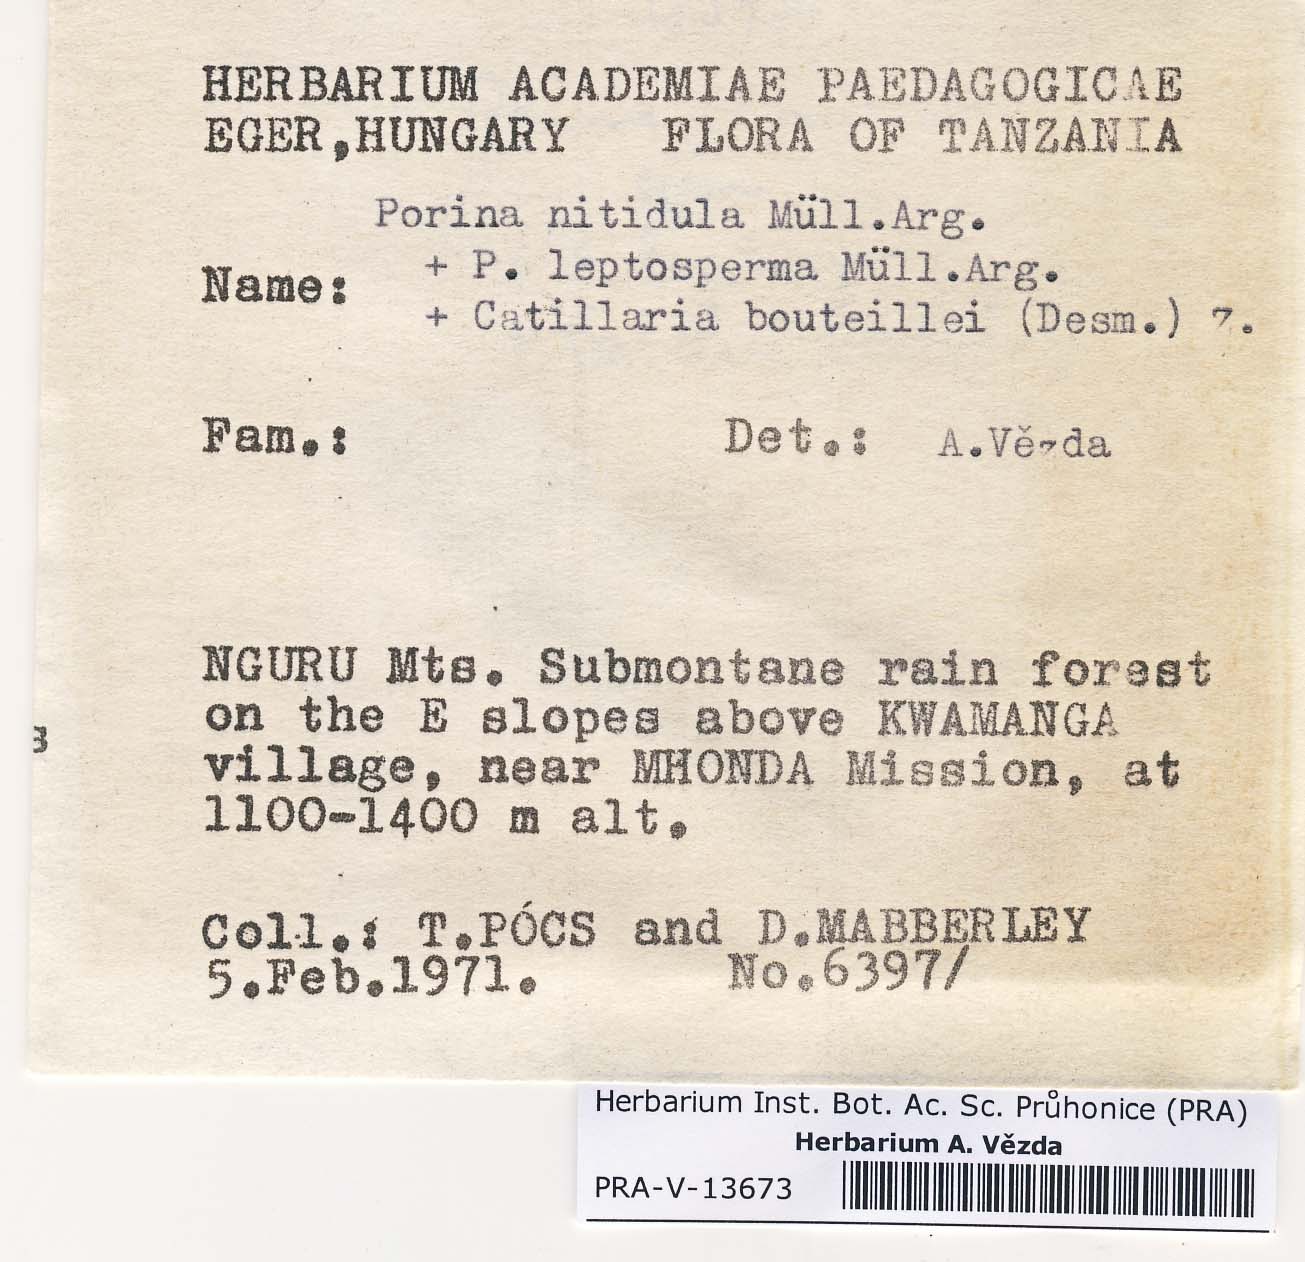 HERBARIUM ACADEMIAE PAEDAGOGICAE
EGER,HUNGARY FLORA OF TANZANIA
Porina nitidula Müll.Arg.
Name: + P. leptosperma Müll.Arg.
+ Catillaria bouteillei (Desm.) Z.
Fam.: Det.: A.Vězda
NGURU Mts. Submontane rain forest
on the E slopes above KWAMANGA
village, near MHONDA Mission, at
1100-1400 m alt.
Coll.: T.PÓCS and D.MABBERLEY
5.Feb.1971. No.6397/
Herbarium Inst. Bot. Ac. Sc. Průhonice (PRA)
Herbarium A. Vězda
PRA-V-13673